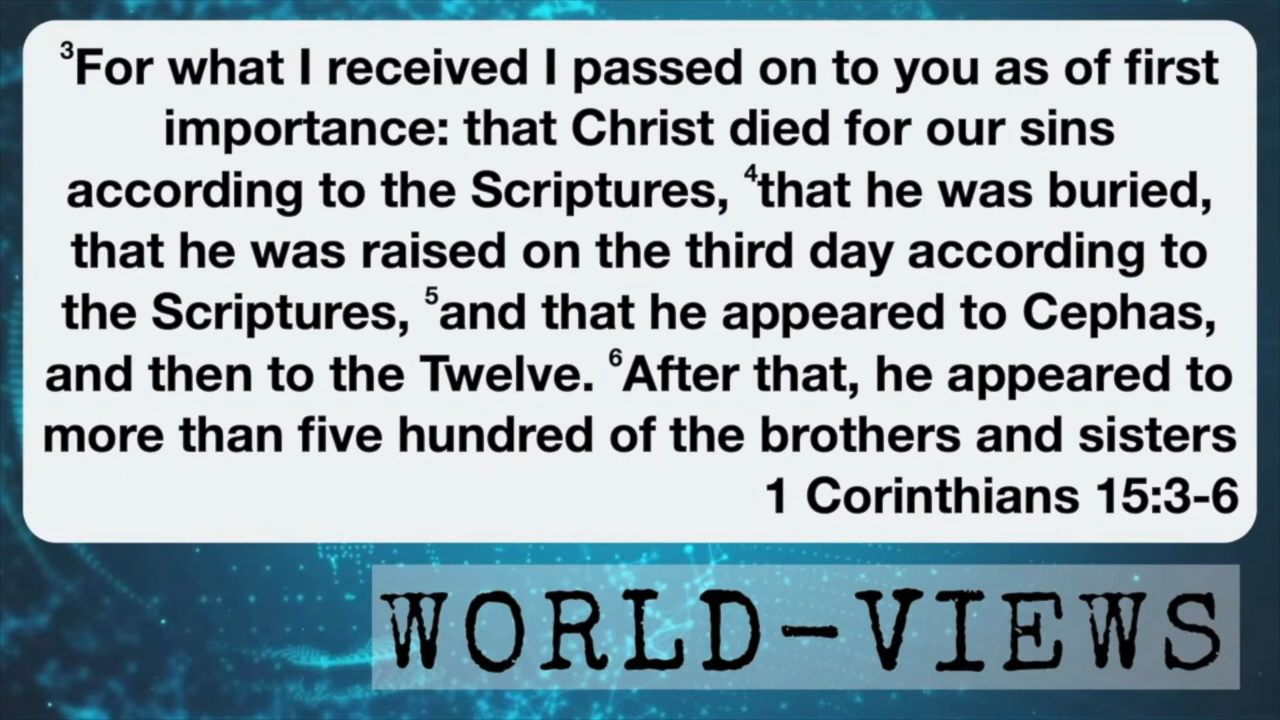 ³For what I received I passed on to you as of first
importance: that Christ died for our sins
according to the Scriptures, ⁴that he was buried,
that he was raised on the third day according to
the Scriptures, ⁵and that he appeared to Cephas,
and then to the Twelve. ⁶After that, he appeared to
more than five hundred of the brothers and sisters
1 Corinthians 15:3-6
WORLD-VIEWS